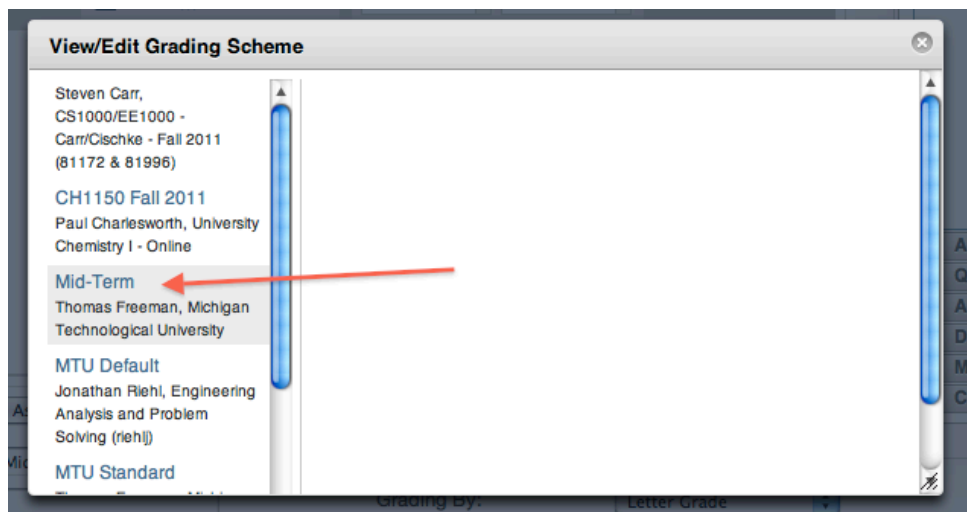 View/Edit Grading Scheme
Steven Carr,
CS1000/EE1000 -
Carr/Cischke - Fall 2011
(81172 & 81996)
CH1150 Fall 2011
Paul Charlesworth, University
Chemistry I - Online
Mid-Term
Thomas Freeman, Michigan
Technological University
MTU Default
Jonathan Riehl, Engineering
Analysis and Problem
Solving (riehlj)
MTU Standard
Grading By:
Letter Grade
A
Q
A
D
M
C
As
Mic